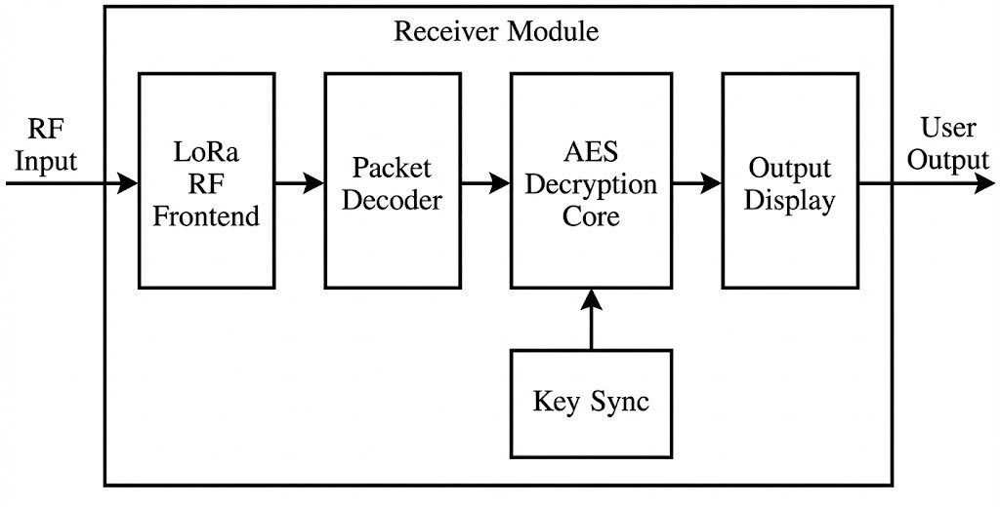 Receiver Module
RF
Input
LoRa
RF
Frontend
Packet
Decoder
AES
Decryption
Core
Output
Display
User
Output
Key Sync